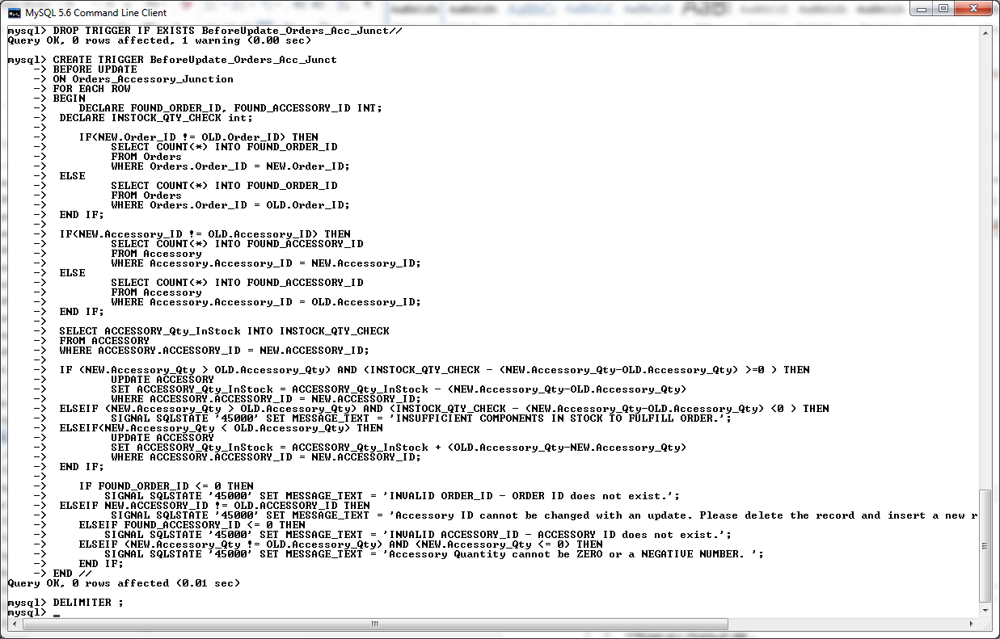 MySQL 5.6 Command Line Client
mysql> DROP TRIGGER IF EXISTS BeforeUpdate_Orders_Acc_Junct//
Query OK, 0 rows affected, 1 warning (0.00 sec)
mysql> CREATE TRIGGER BeforeUpdate_Orders_Acc_Junct
-> BEFORE UPDATE
-> ON Orders_Accessory_Junction
-> FOR EACH ROW
-> BEGIN
-> DECLARE FOUND_ORDER_ID, FOUND_ACCESSORY_ID INT;
-> DECLARE INSTOCK_QTY_CHECK int;
->
-> IF(NEW.Order_ID != OLD.Order_ID) THEN
-> SELECT COUNT(*) INTO FOUND_ORDER_ID
-> FROM Orders
-> WHERE Orders.Order_ID = NEW.Order_ID;
-> ELSE
-> SELECT COUNT(*) INTO FOUND_ORDER_ID
-> FROM Orders
-> WHERE Orders.Order_ID = OLD.Order_ID;
-> END IF;
->
-> IF(NEW.Accessory_ID != OLD.Accessory_ID) THEN
-> SELECT COUNT(*) INTO FOUND_ACCESSORY_ID
-> FROM Accessory
-> WHERE Accessory.Accessory_ID = NEW.Accessory_ID;
-> ELSE
-> SELECT COUNT(*) INTO FOUND_ACCESSORY_ID
-> FROM Accessory
-> WHERE Accessory.Accessory_ID = OLD.Accessory_ID;
-> END IF;
->
-> SELECT ACCESSORY_Qty_InStock INTO INSTOCK_QTY_CHECK
-> FROM ACCESSORY
-> WHERE ACCESSORY.ACCESSORY_ID = NEW.ACCESSORY_ID;
->
-> IF (NEW.Accessory_Qty > OLD.Accessory_Qty) AND (INSTOCK_QTY_CHECK - (NEW.Accessory_Qty-OLD.Accessory_Qty) >=0 ) THEN
-> UPDATE ACCESSORY
-> SET ACCESSORY_Qty_InStock = ACCESSORY_Qty_InStock - (NEW.Accessory_Qty-OLD.Accessory_Qty)
-> WHERE ACCESSORY.ACCESSORY_ID = NEW.ACCESSORY_ID;
-> ELSEIF (NEW.Accessory_Qty > OLD.Accessory_Qty) AND (INSTOCK_QTY_CHECK - (NEW.Accessory_Qty-OLD.Accessory_Qty) <0 ) THEN
-> SIGNAL SQLSTATE '45000' SET MESSAGE_TEXT = 'INSUFFICIENT COMPONENTS IN STOCK TO FULFILL ORDER.';
-> ELSEIF(NEW.Accessory_Qty < OLD.Accessory_Qty) THEN
-> UPDATE ACCESSORY
-> SET ACCESSORY_Qty_InStock = ACCESSORY_Qty_InStock + (OLD.Accessory_Qty-NEW.Accessory_Qty)
-> WHERE ACCESSORY.ACCESSORY_ID = NEW.ACCESSORY_ID;
-> END IF;
->
-> IF FOUND_ORDER_ID <= 0 THEN
-> SIGNAL SQLSTATE '45000' SET MESSAGE_TEXT = 'INVALID ORDER_ID - ORDER ID does not exist.';
-> ELSEIF NEW.ACCESSORY_ID != OLD.ACCESSORY_ID THEN
-> SIGNAL SQLSTATE '45000' SET MESSAGE_TEXT = 'Accessory ID cannot be changed with an update. Please delete the record and insert a new r
-> ELSEIF FOUND_ACCESSORY_ID <= 0 THEN
-> SIGNAL SQLSTATE '45000' SET MESSAGE_TEXT = 'INVALID ACCESSORY_ID - ACCESSORY ID does not exist.';
-> ELSEIF (NEW.Accessory_Qty != OLD.Accessory_Qty) AND (NEW.Accessory_Qty <= 0) THEN
-> SIGNAL SQLSTATE '45000' SET MESSAGE_TEXT = 'Accessory Quantity cannot be ZERO or a NEGATIVE NUMBER. ';
-> END IF;
-> END //
Query OK, 0 rows affected (0.01 sec)
mysql> DELIMITER ;
mysql> _